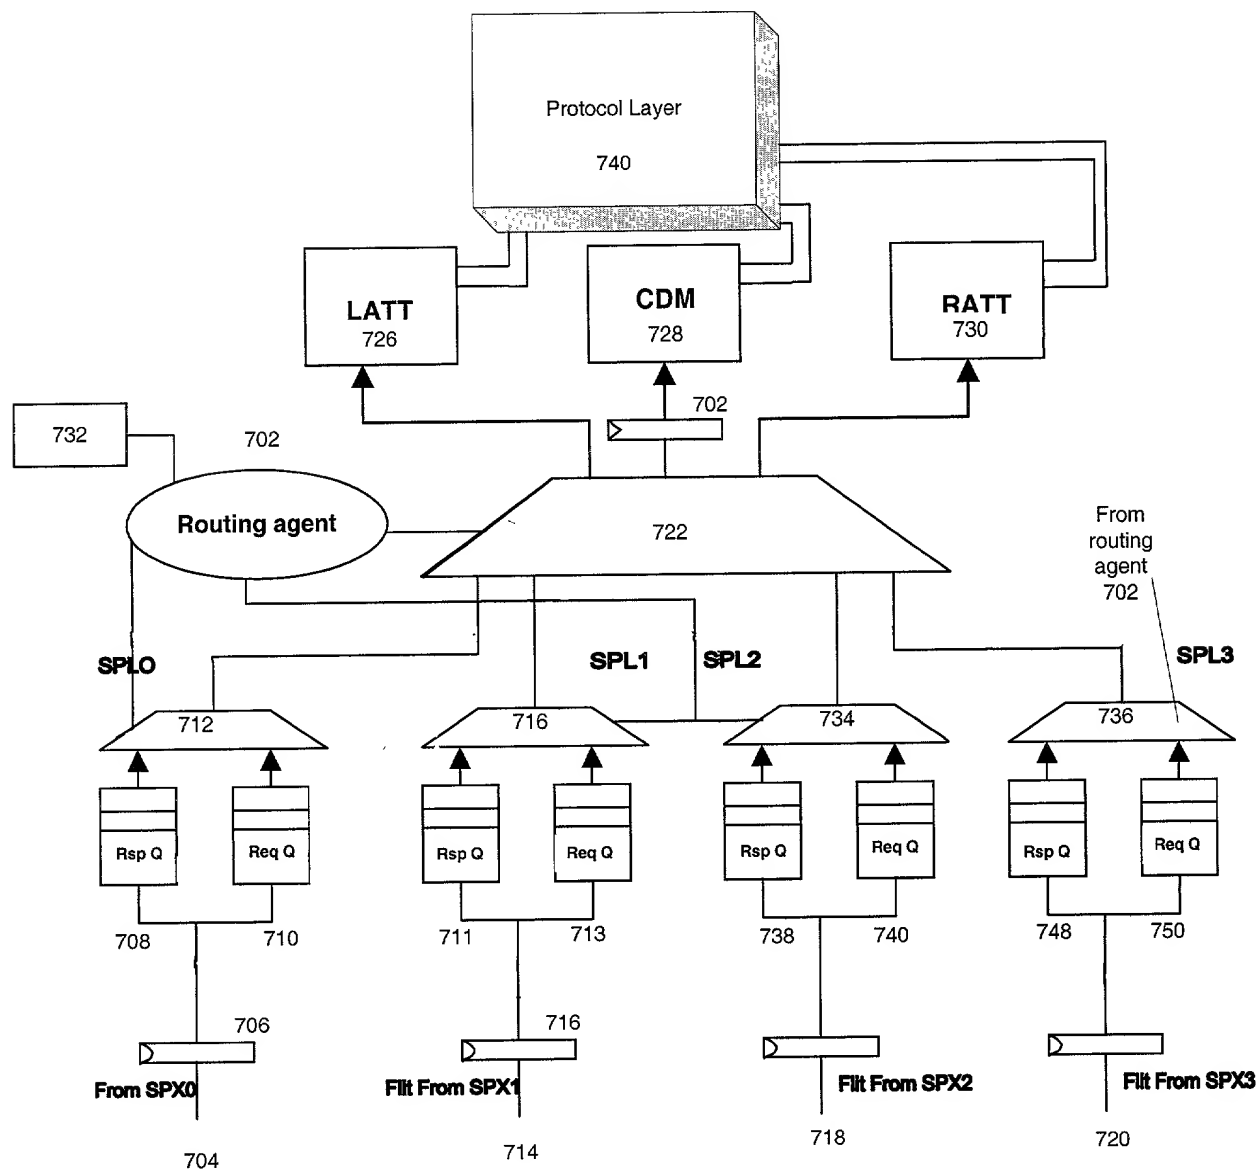 Protocol Layer
740
LATT
726
CDM
728
RATT
730
702
732
702
Routing agent
722
From
routing
agent
702
SPL0
SPL1
SPL2
SPL3
712
716
734
736
Rsp Q
Req Q
Rsp Q
Req Q
Rsp Q
Req Q
Rsp Q
Req Q
708
710
711
713
738
740
748
750
706
716
From SPX0
Flit From SPX1
Flit From SPX2
Flit From SPX3
704
714
718
720